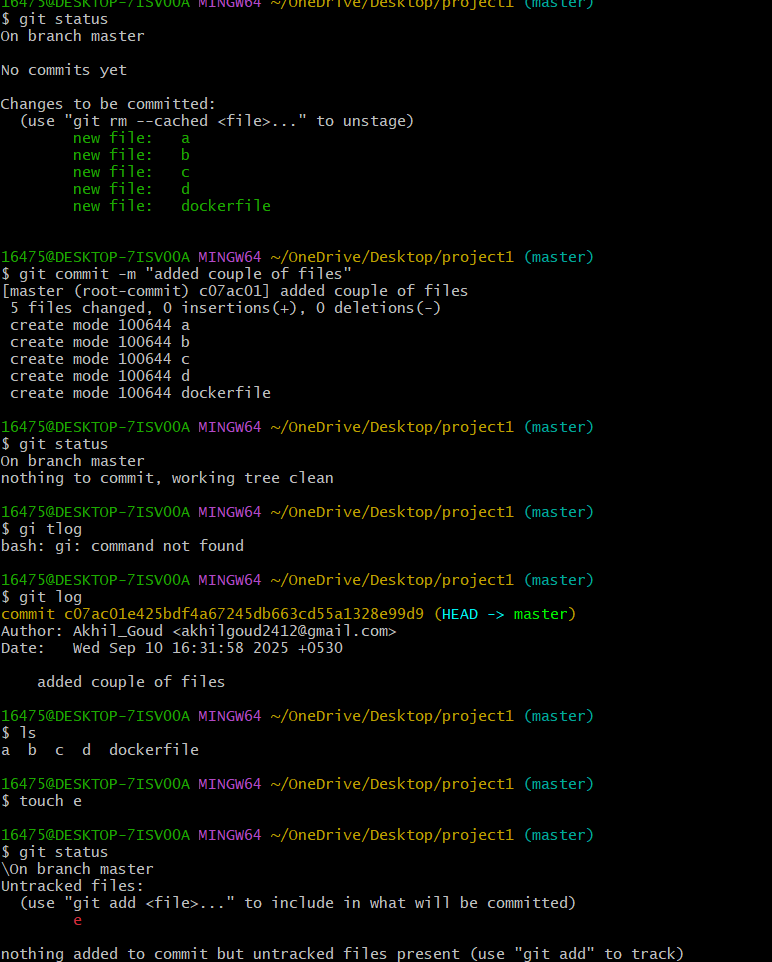 16475@DESKTOP-7ISVOOA MINGW64 ~/OneDrive/Desktop/project1 (master)
$ git status
On branch master
No commits yet
Changes to be committed:
  (use "git rm --cached <file>..." to unstage)
        new file:   a
        new file:   b
        new file:   c
        new file:   d
        new file:   dockerfile
16475@DESKTOP-7ISVOOA MINGW64 ~/OneDrive/Desktop/project1 (master)
$ git commit -m "added couple of files"
[master (root-commit) c07ac01] added couple of files
 5 files changed, 0 insertions(+), 0 deletions(-)
 create mode 100644 a
 create mode 100644 b
 create mode 100644 c
 create mode 100644 d
 create mode 100644 dockerfile
16475@DESKTOP-7ISVOOA MINGW64 ~/OneDrive/Desktop/project1 (master)
$ git status
On branch master
nothing to commit, working tree clean
16475@DESKTOP-7ISVOOA MINGW64 ~/OneDrive/Desktop/project1 (master)
$ gi tlog
bash: gi: command not found
16475@DESKTOP-7ISVOOA MINGW64 ~/OneDrive/Desktop/project1 (master)
$ git log
commit c07ac01e425bdf4a67245db663cd55a1328e99d9 (HEAD -> master)
Author: Akhil_Goud <akhilgoud2412@gmail.com>
Date:   Wed Sep 10 16:31:58 2025 +0530
    added couple of files
16475@DESKTOP-7ISVOOA MINGW64 ~/OneDrive/Desktop/project1 (master)
$ ls
a  b  c  d  dockerfile
16475@DESKTOP-7ISVOOA MINGW64 ~/OneDrive/Desktop/project1 (master)
$ touch e
16475@DESKTOP-7ISVOOA MINGW64 ~/OneDrive/Desktop/project1 (master)
$ git status
\On branch master
Untracked files:
  (use "git add <file>..." to include in what will be committed)
        e
nothing added to commit but untracked files present (use "git add" to track)